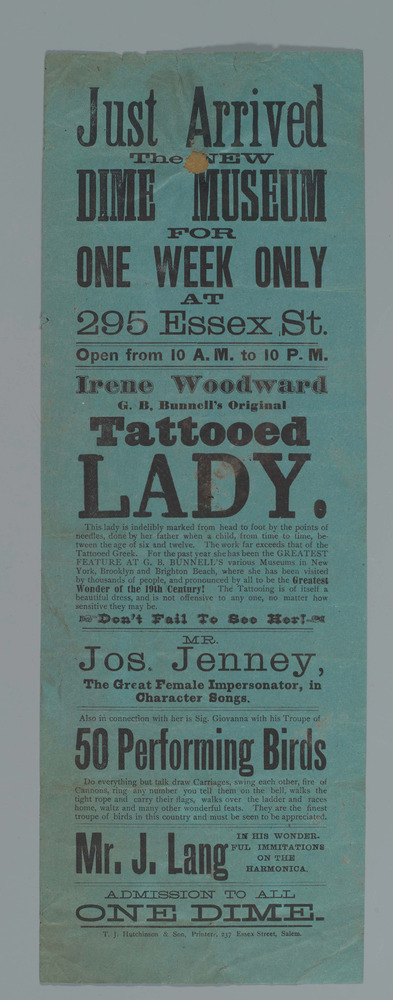 Just Arrived
The NEW
DIME MUSEUM
FOR
ONE WEEK ONLY
AT
295 Essex St.
Open from 10 A. M. to 10 P. M.
Irene Woodward
G. B. Bunnell's Original
Tattooed
LADY.
This lady is indelibly marked from head to foot by the points of
needles, done by her father when a child, from time to time, be-
tween the age of six and twelve. The work far exceeds that of the
Tattooed Greek. For the past year she has been the GREATEST
FEATURE AT G. B. BUNNELL'S various Museums in New
York, Brooklyn and Brighton Beach, where she has been visited
by thousands of people, and pronounced by all to be the Greatest
Wonder of the 19th Century! The Tattooing is of itself a
beautiful dress, and is not offensive to any one, no matter how
sensitive they may be.
Don't Fail To See Her!
MR.
Jos. Jenney,
The Great Female Impersonator, in
Character Songs.
Also in connection with her is Sig. Giovanna with his Troupe of
50 Performing Birds
Do everything but talk draw Carriages, swing each other, fire of
Cannons, ring any number you tell them on the bell, walks the
tight rope and carry their flags, walks over the ladder and races
home, waltz and many other wonderful feats. They are the finest
troupe of birds in this country and must be seen to be appreciated.
Mr. J. Lang
IN HIS WONDER-
FUL IMMITATIONS
ON THE
HARMONICA.
ADMISSION TO ALL
ONE DIME.
T. J. Hutchinson & Son, Printers, 237 Essex Street, Salem.